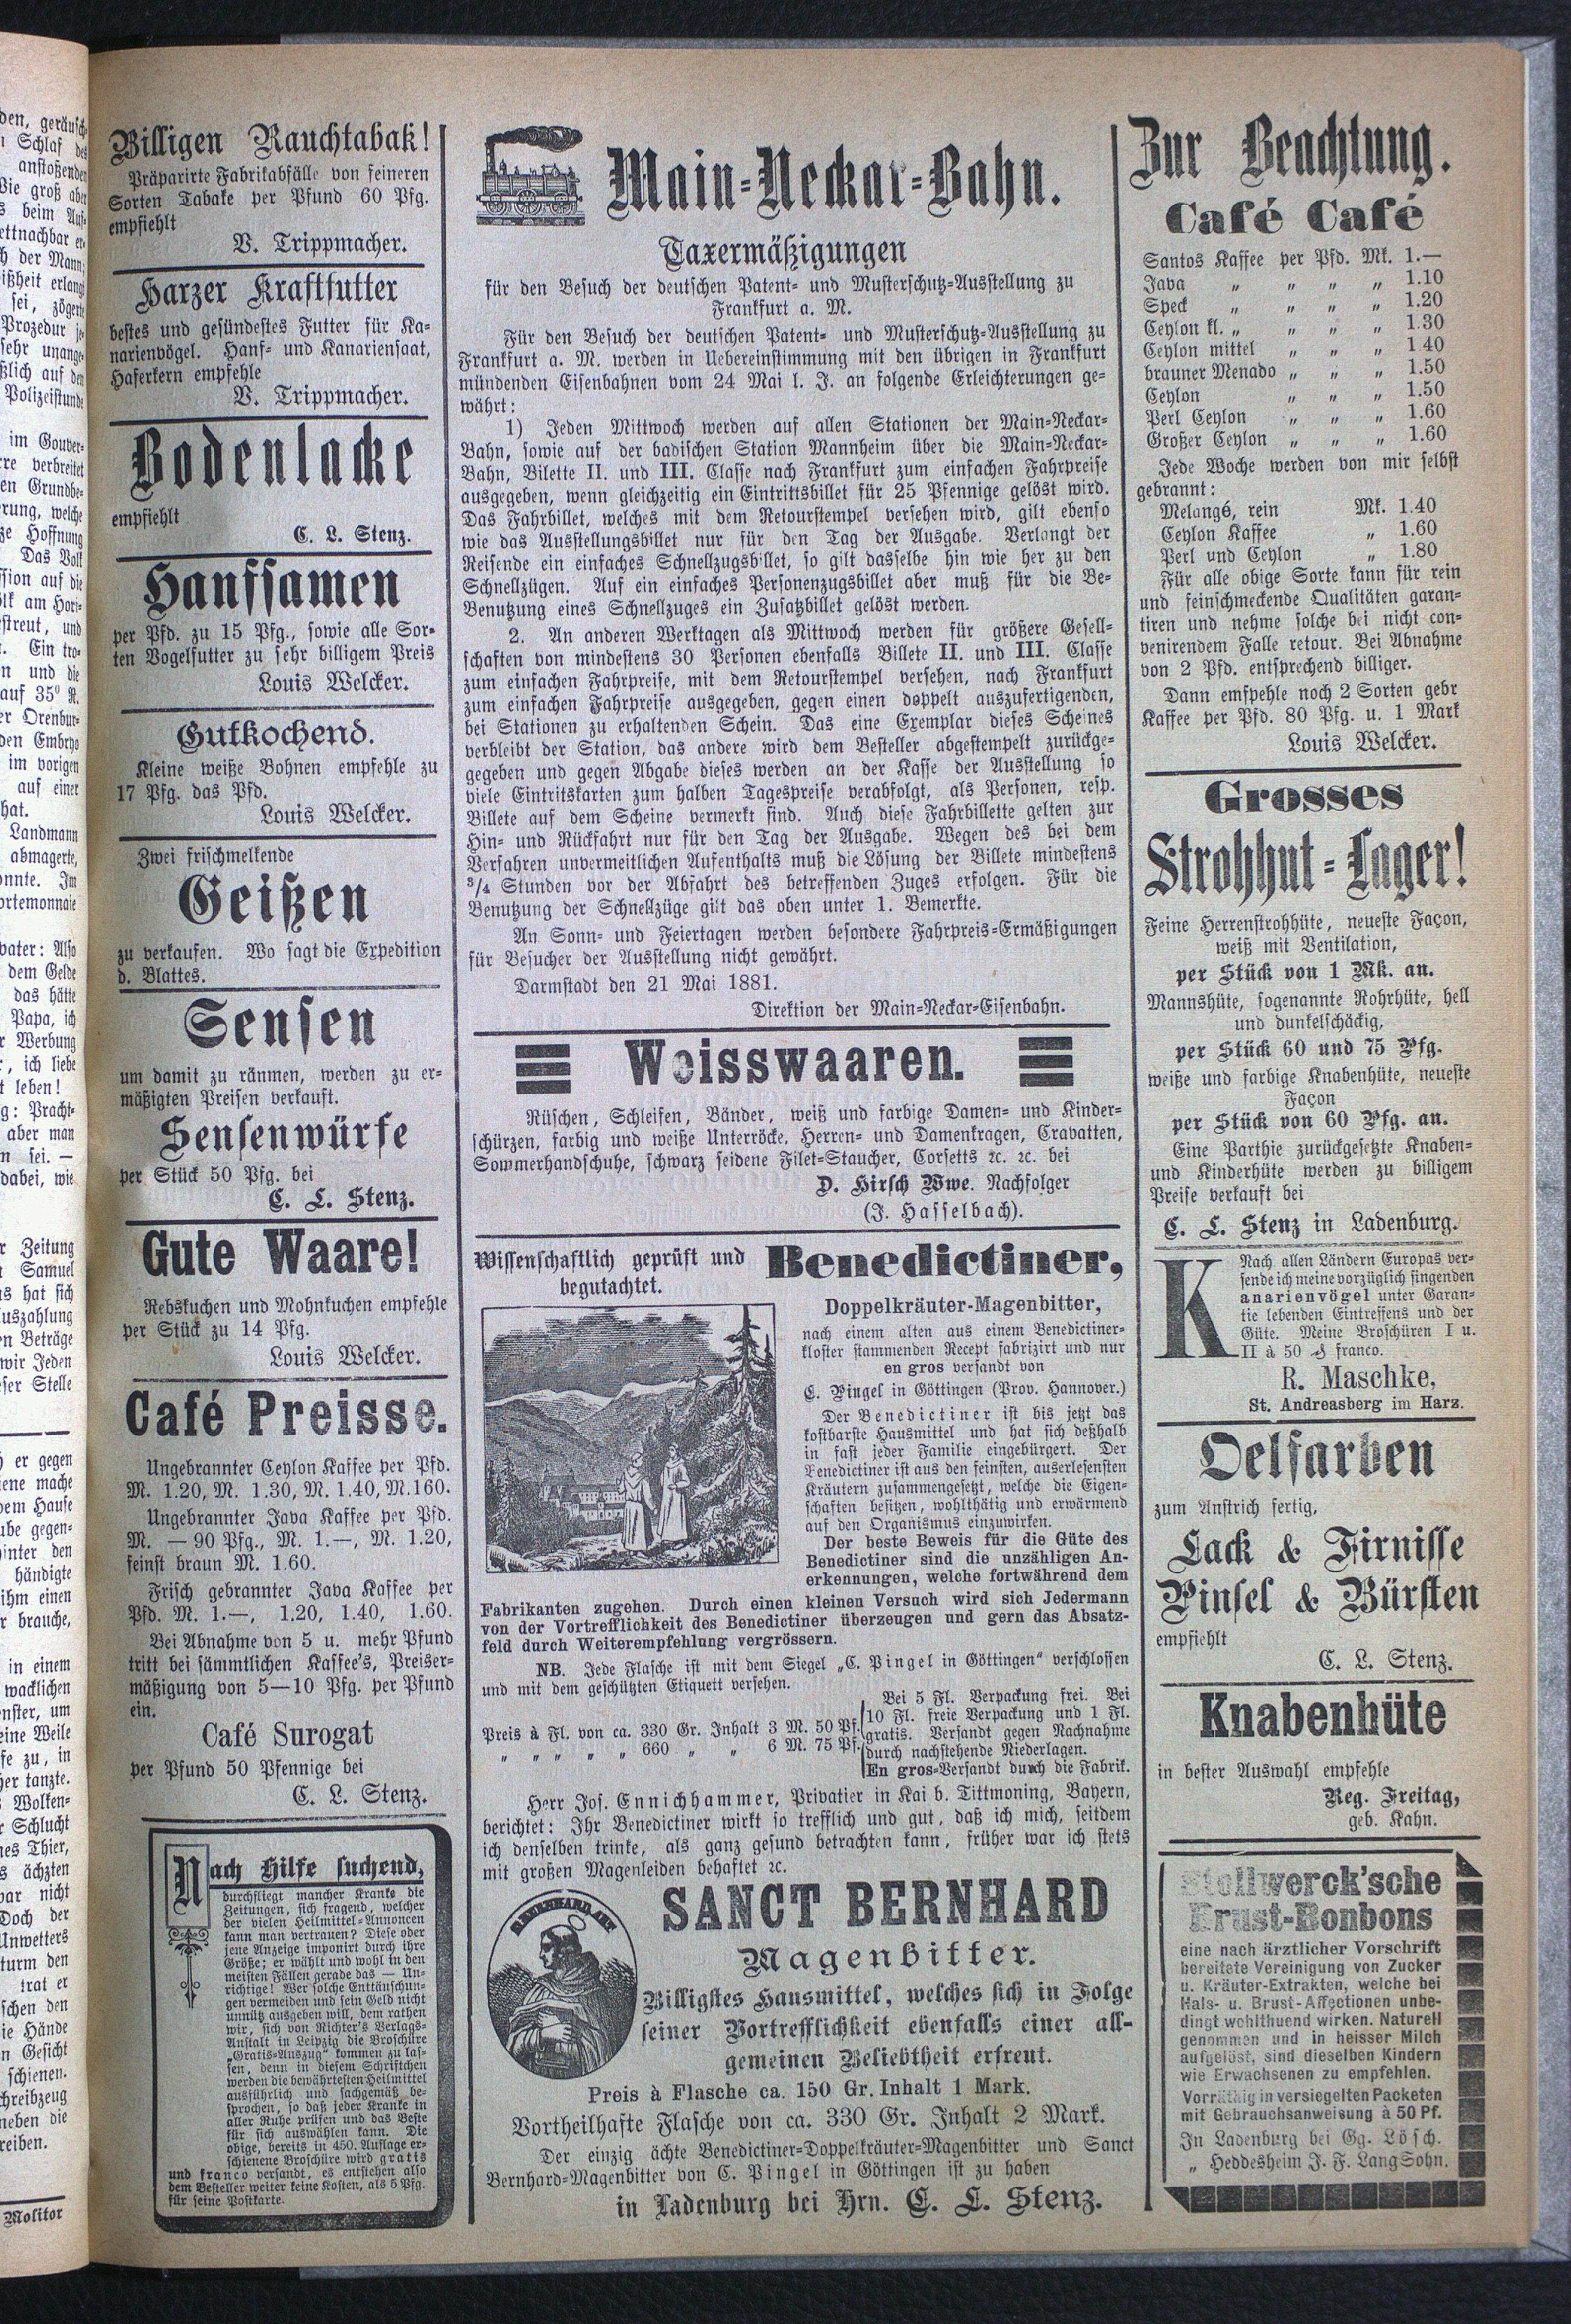 Billigen Rauchtabak!
Präparirte Fabrikabfälle von feineren
Sorten Tabake per Pfund 60 Pfg.
empfiehlt
V. Trippmacher.
Harzer Kraftfutter
bestes und gesündestes Futter für Ka-
narienvögel. Hanf- und Kanariensaat,
Haferkern empfehle
V. Trippmacher.
Bodenlacke
empfiehlt
C. L. Stenz.
Hanfsamen
per Pfd. zu 15 Pfg., sowie alle Sor-
ten Vogelfutter zu sehr billigem Preis
Louis Welcker.
Gutkochend.
Kleine weiße Bohnen empfehle zu
17 Pfg. das Pfd.
Louis Welcker.
Zwei frischmelkende
Geißen
zu verkaufen. Wo sagt die Expedition
d. Blattes.
Sensen
um damit zu ränmen, werden zu er-
mäßigten Preisen verkauft.
Sensenwürfe
per Stück 50 Pfg. bei
C. L. Stenz.
Gute Waare!
Rebskuchen und Mohnkuchen empfehle
per Stück zu 14 Pfg.
Louis Welcker.
Café Preisse.
Ungebrannter Ceylon Kaffee per Pfd.
M. 1.20, M. 1.30, M. 1.40, M.160.
Ungebrannter Java Kaffee per Pfd.
M. — 90 Pfg., M. 1.—, M. 1.20,
feinst braun M. 1.60.
Frisch gebrannter Java Kaffee per
Pfd. M. 1.—, 1.20, 1.40, 1.60.
Bei Abnahme von 5 u. mehr Pfund
tritt bei sämmtlichen Kaffee's, Preiser-
mäßigung von 5—10 Pfg. per Pfund
ein.
Café Surogat
per Pfund 50 Pfennige bei
C. L. Stenz.
Nach Hilfe suchend,
durchfliegt mancher Kranke die
Zeitungen, sich fragend, welcher
der vielen Heilmittel-Annoncen
kann man vertrauen? Diese oder
jene Anzeige imponirt durch ihre
Größe; er wählt und wohl in den
meisten Fällen gerade das — Un-
richtige! Wer solche Enttäuschun-
gen vermeiden und sein Geld nicht
unnütz ausgeben will, dem rathen
wir, sich von Richter's Verlags-
Anstalt in Leipzig die Broschüre
„Gratis-Auszug" kommen zu las-
sen, denn in diesem Schriftchen
werden die bewährtesten Heilmittel
ausführlich und sachgemäß be-
sprochen, so daß jeder Kranke in
aller Ruhe prüfen und das Beste
für sich auswählen kann. Die
obige, bereits in 450. Auflage er-
schienene Broschüre wird gratis
und franco versandt, es entstehen also
dem Besteller weiter keine Kosten, als 5 Pfg.
für seine Postkarte.
Main-Neckar-Bahn.
Taxermäßigungen
für den Besuch der deutschen Patent- und Musterschutz-Ausstellung zu
Frankfurt a. M.
Für den Besuch der deutschen Patent- und Musterschutz-Ausstellung zu
Frankfurt a. M. werden in Uebereinstimmung mit den übrigen in Frankfurt
mündenden Eisenbahnen vom 24 Mai l. J. an folgende Erleichterungen ge-
währt:
1) Jeden Mittwoch werden auf allen Stationen der Main-Neckar-
Bahn, sowie auf der badischen Station Mannheim über die Main-Neckar-
Bahn, Bilette II. und III. Classe nach Frankfurt zum einfachen Fahrpreise
ausgegeben, wenn gleichzeitig ein Eintrittsbillet für 25 Pfennige gelöst wird.
Das Fahrbillet, welches mit dem Retourstempel versehen wird, gilt ebenso
wie das Ausstellungsbillet nur für den Tag der Ausgabe. Verlangt der
Reisende ein einfaches Schnellzugsbillet, so gilt dasselbe hin wie her zu den
Schnellzügen. Auf ein einfaches Personenzugsbillet aber muß für die Be-
Benutzung eines Schnellzuges ein Zusatzbillet gelöst werden.
2. An anderen Werktagen als Mittwoch werden für größere Gesell-
schaften von mindestens 30 Personen ebenfalls Billete II. und III. Classe
zum einfachen Fahrpreise, mit dem Retourstempel versehen, nach Frankfurt
zum einfachen Fahrpreise ausgegeben, gegen einen doppelt auszufertigenden,
bei Stationen zu erhaltenden Schein. Das eine Exemplar dieses Scheines
verbleibt der Station, das andere wird dem Besteller abgestempelt zurückge-
gegeben und gegen Abgabe dieses werden an der Kasse der Ausstellung so
viele Eintritskarten zum halben Tagespreise verabfolgt, als Personen, resp.
Billete auf dem Scheine vermerkt sind. Auch diese Fahrbillette gelten zur
Hin- und Rückfahrt nur für den Tag der Ausgabe. Wegen des bei dem
Verfahren unvermeitlichen Aufenthalts muß die Lösung der Billete mindestens
3/4 Stunden vor der Abfahrt des betreffenden Zuges erfolgen. Für die
Benutzung der Schnellzüge gilt das oben unter 1. Bemerkte.
An Sonn- und Feiertagen werden besondere Fahrpreis-Ermäßigungen
für Besucher der Ausstellung nicht gewährt.
Darmstadt den 21 Mai 1881.
Direktion der Main-Neckar-Eisenbahn.
Weisswaaren.
Rüschen, Schleifen, Bänder, weiß und farbige Damen- und Kinder-
schürzen, farbig und weiße Unterröcke, Herren- und Damenkragen, Cravatten,
Sommerhandschuhe, schwarz seidene Filet-Staucher, Corsetts ꝛc. ꝛc. bei
D. Hirsch Wwe. Nachfolger
(J. Hasselbach).
Wissenschaftlich geprüft und
begutachtet.
Benedictiner,
Doppelkräuter-Magenbitter,
nach einem alten aus einem Benedictiner-
kloster stammenden Recept fabrizirt und nur
en gros versandt von
C. Pingel in Göttingen (Prov. Hannover.)
Der Benedictiner ist bis jetzt das
kostbarste Hausmittel und hat sich deßhalb
in fast jeder Familie eingebürgert. Der
Benedictiner ist aus den feinsten, auserlesensten
Kräutern zusammengesetzt, welche die Eigen-
schaften besitzen, wohlthätig und erwärmend
auf den Organismus einzuwirken.
Der beste Beweis für die Güte des
Benedictiner sind die unzähligen An-
erkennungen, welche fortwährend dem
Fabrikanten zugehen. Durch einen kleinen Versuch wird sich Jedermann
von der Vortrefflichkeit des Benedictiner überzeugen und gern das Absatz-
feld durch Weiterempfehlung vergrössern.
NB. Jede Flasche ist mit dem Siegel „C. Pingel in Göttingen" verschlossen
und mit dem geschützten Etiquett versehen.
Preis à Fl. von ca. 330 Gr. Inhalt 3 M. 50 Pf.
„ „ „ „ „ 660 „ „ 6 M. 75 Pf.
Bei 5 Fl. Verpackung frei. Bei
10 Fl. freie Verpackung und 1 Fl.
gratis. Versandt gegen Nachnahme
durch nachstehende Niederlagen.
En gros-Versandt durch die Fabrik.
Herr Jos. Ennichhammer, Privatier in Kai b. Tittmoning, Bayern,
berichtet: Ihr Benedictiner wirkt so trefflich und gut, daß ich mich, seitdem
ich denselben trinke, als ganz gesund betrachten kann, früher war ich stets
mit großen Magenleiden behaftet ꝛc.
SANCT BERNHARD
Magenbitter.
Billigstes Hausmittel, welches sich in Folge
seiner Vortrefflichkeit ebenfalls einer all-
gemeinen Beliebtheit erfreut.
Preis à Flasche ca. 150 Gr. Inhalt 1 Mark.
Vortheilhafte Flasche von ca. 330 Gr. Inhalt 2 Mark.
Der einzig ächte Benedictiner-Doppelkräuter-Magenbitter und Sanct
Bernhard-Magenbitter von C. Pingel in Göttingen ist zu haben
in Ladenburg bei Hrn. C. L. Stenz.
Zur Beachtung.
Café Café
Santos Kaffee per Pfd. Mk. 1.—
Java „ „ „ „ 1.10
Speck „ „ „ „ 1.20
Ceylon kl. „ „ „ „ 1.30
Ceylon mittel „ „ „ 1 40
brauner Menado „ „ „ 1.50
Ceylon „ „ „ 1.50
Perl Ceylon „ „ „ 1.60
Großer Ceylon „ „ „ 1.60
Jede Woche werden von mir selbst
gebrannt:
Melangé, rein Mk. 1.40
Ceylon Kaffee „ 1.60
Perl und Ceylon „ 1.80
Für alle obige Sorte kann für rein
und feinschmeckende Qualitäten garan-
tiren und nehme solche bei nicht con-
venirendem Falle retour. Bei Abnahme
von 2 Pfd. entsprechend billiger.
Dann emfpehle noch 2 Sorten gebr
Kaffee per Pfd. 80 Pfg. u. 1 Mark
Louis Welcker.
Grosses
Strohhut-Lager!
Feine Herrenstrohhüte, neueste Façon,
weiß mit Ventilation,
per Stück von 1 Mk. an.
Mannshüte, sogenannte Rohrhüte, hell
und dunkelschäckig,
per Stück 60 und 75 Pfg.
weiße und farbige Knabenhüte, neueste
Façon
per Stück von 60 Pfg. an.
Eine Parthie zurückgesetzte Knaben-
und Kinderhüte werden zu billigem
Preise verkauft bei
C. L. Stenz in Ladenburg.
Nach allen Ländern Europas ver-
sende ich meine vorzüglich singenden
Kanarienvögel unter Garan-
tie lebenden Eintreffens und der
Güte. Meine Broschüren I u.
II à 50 ₰ franco.
R. Maschke,
St. Andreasberg im Harz.
Oelfarben
zum Anstrich fertig,
Lack & Firnisse
Pinsel & Bürsten
empfiehlt
C. L. Stenz.
Knabenhüte
in bester Auswahl empfehle
Reg. Freitag,
geb. Kahn.
Stollwerck'sche
Brust-Bonbons
eine nach ärztlicher Vorschrift
bereitete Vereinigung von Zucker
u. Kräuter-Extrakten, welche bei
Hals- u. Brust-Affectionen unbe-
dingt wohlthuend wirken. Naturell
genommen und in heisser Milch
aufgelöst, sind dieselben Kindern
wie Erwachsenen zu empfehlen.
Vorräthig in versiegelten Packeten
mit Gebrauchsanweisung à 50 Pf.
In Ladenburg bei Gg. Lösch.
„ Heddesheim J. F. Lang Sohn.